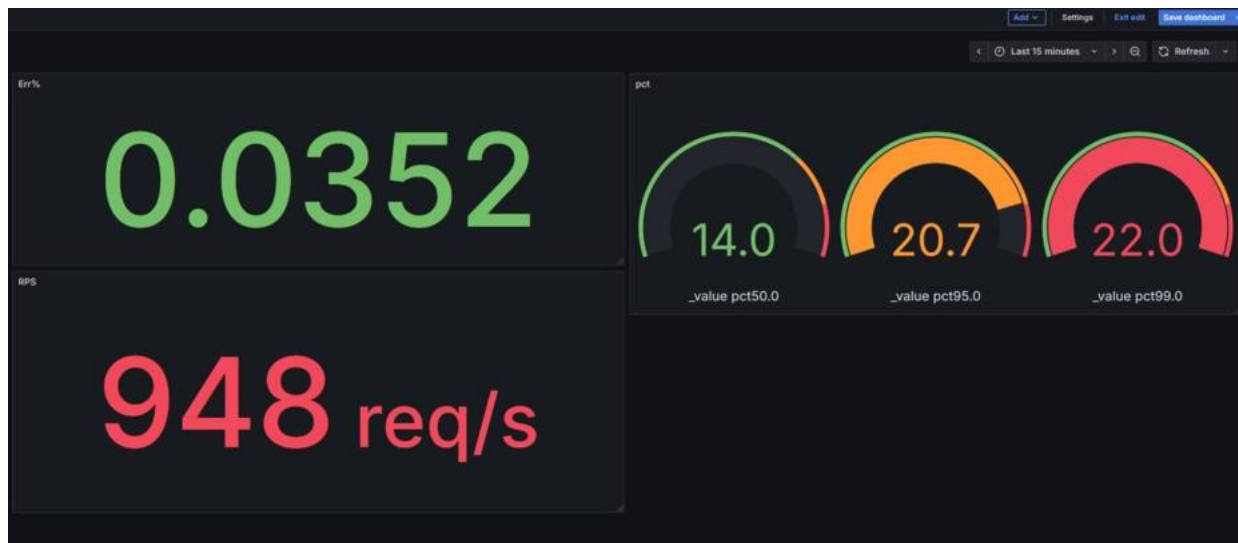 Add Settings Exit edit Save dashboard
Last 15 minutes Refresh
Err%
0.0352
RPS
948 req/s
pct
14.0 20.7 22.0
_value pct50.0 _value pct95.0 _value pct99.0